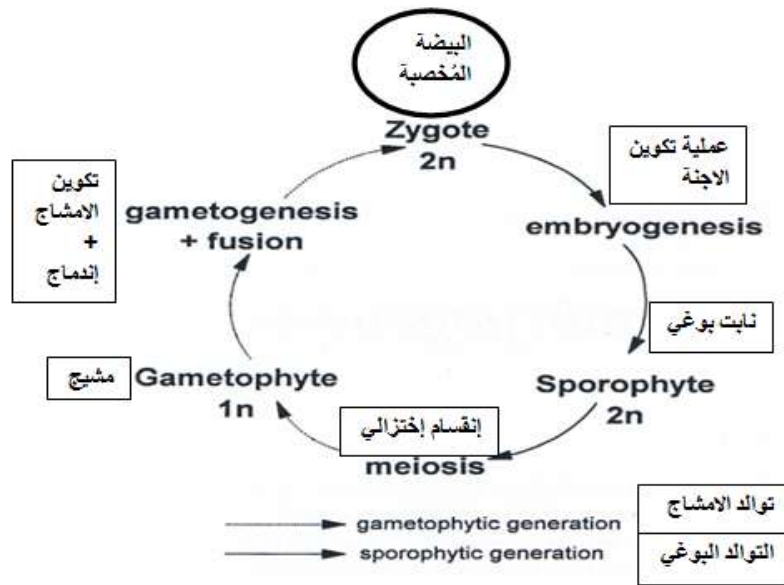 البيضة
المُخصبة
Zygote
2n
عملية تكوين
الاجنة
embryogenesis
نابت بوغي
Sporophyte
2n
إنقسام إختزالي
meiosis
مشيج
Gametophyte
1n
تكوين
الامشاج
+
إندماج
gametogenesis
+ fusion
gametophytic generation
توالد الامشاج
sporophytic generation
التوالد البوغي